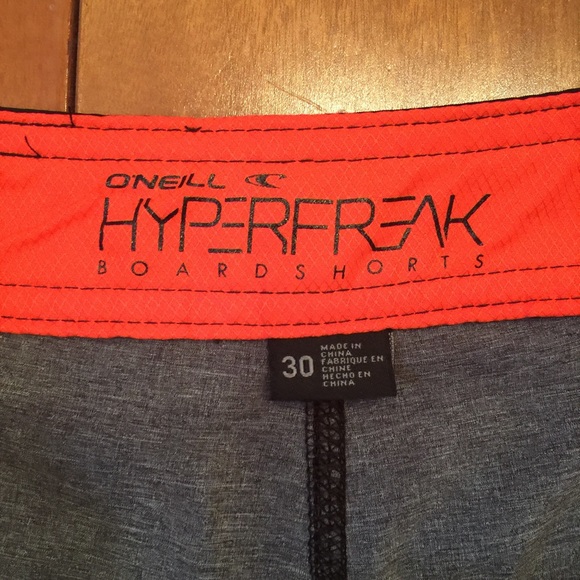 O'NEILL
HYPERFREAK
BOARDSHORTS
30
MADE IN
CHINA
FABRIQUE EN
CHINE
HECHO EN
CHINA